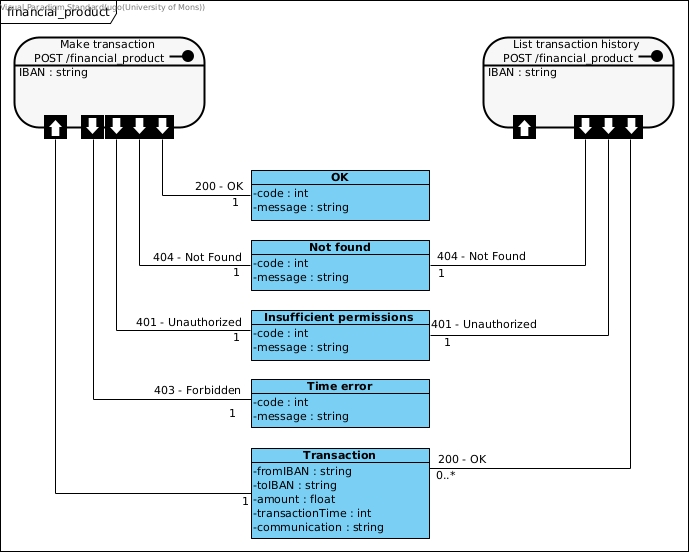 Visual Paradigm Standard(ugo(University of Mons))
financial_product
Make transaction
POST /financial_product
IBAN : string
List transaction history
POST /financial_product
IBAN : string
200 - OK
1
OK
-code : int
-message : string
404 - Not Found
1
Not found
-code : int
-message : string
404 - Not Found
1
401 - Unauthorized
1
Insufficient permissions
-code : int
-message : string
401 - Unauthorized
1
403 - Forbidden
1
Time error
-code : int
-message : string
Transaction
-fromIBAN : string
-toIBAN : string
-amount : float
-transactionTime : int
-communication : string
1
200 - OK
0..*